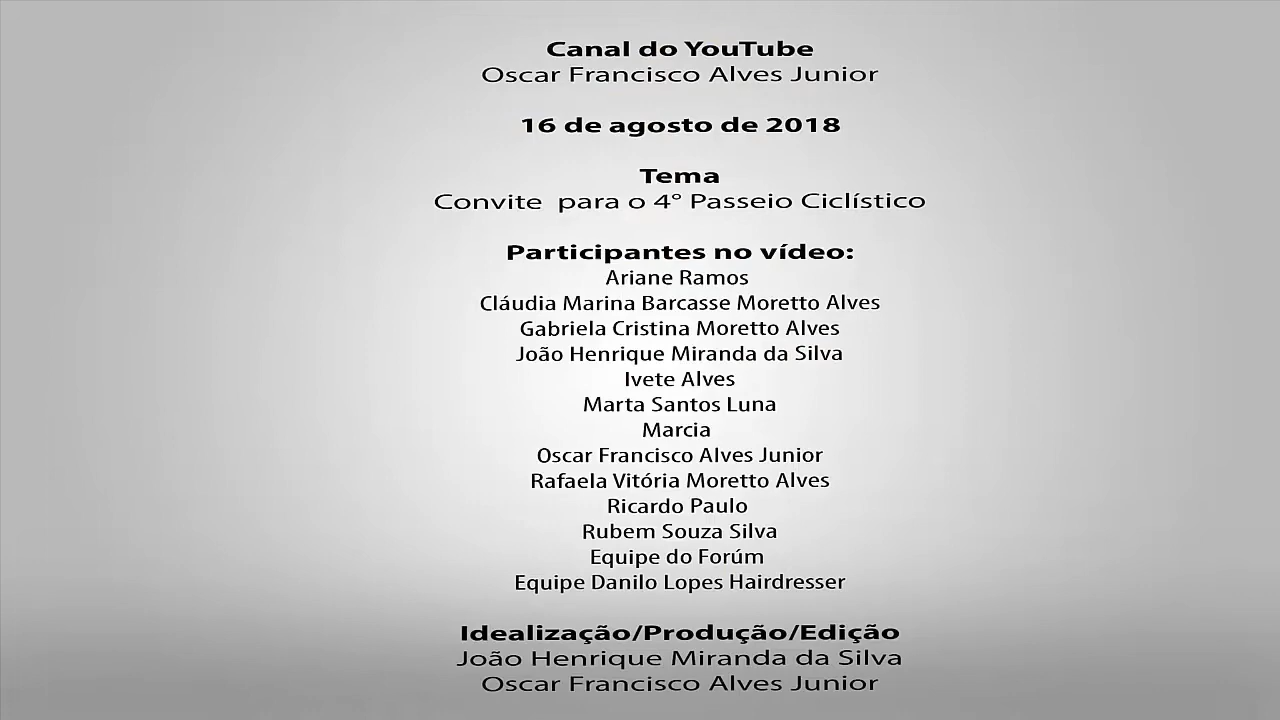 Canal do YouTube
Oscar Francisco Alves Junior
16 de agosto de 2018
Tema
Convite  para o 4º Passeio Ciclístico
Participantes no vídeo:
Ariane Ramos
Cláudia Marina Barcasse Moretto Alves
Gabriela Cristina Moretto Alves
João Henrique Miranda da Silva
Ivete Alves
Marta Santos Luna
Marcia
Oscar Francisco Alves Junior
Rafaela Vitória Moretto Alves
Ricardo Paulo
Rubem Souza Silva
Equipe do Forúm
Equipe Danilo Lopes Hairdresser
Idealização/Produção/Edição
João Henrique Miranda da Silva
Oscar Francisco Alves Junior